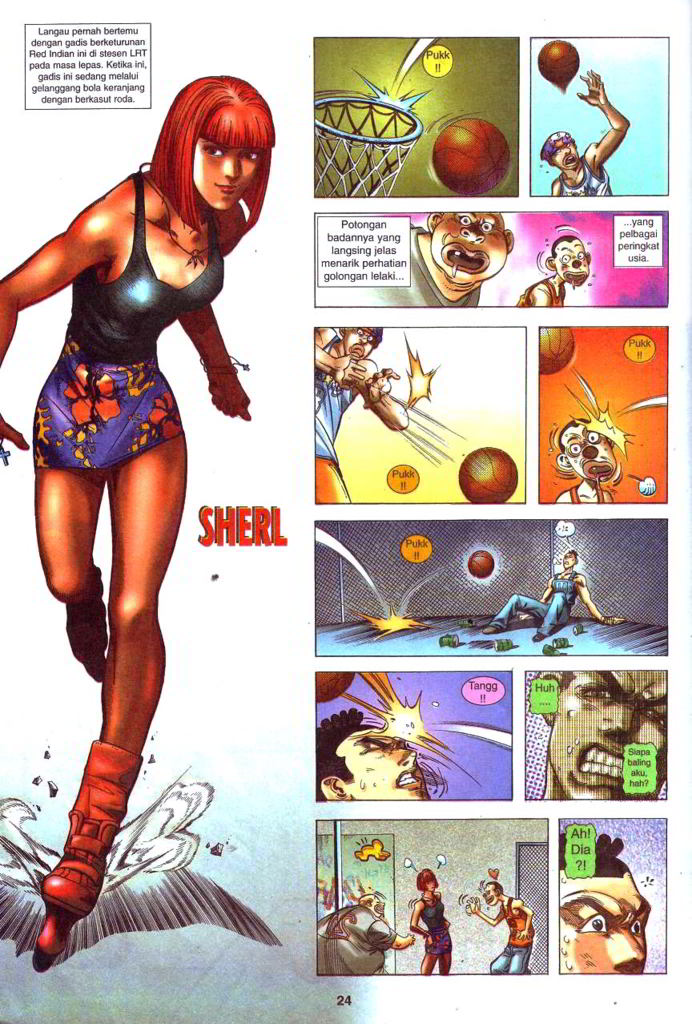 Langau pernah bertemu
dengan gadis berketurunan
Red Indian ini di stesen LRT
pada masa lepas. Ketika ini,
gadis ini sedang melalui
gelanggang bola keranjang
dengan berkasut roda.
SHERL
Pukk
!!
Potongan
badannya yang
langsing jelas
menarik perhatian
golongan lelaki...
...yang
pelbagai
peringkat
usia.
Pukk
!!
Pukk
!!
Pukk
!!
...!?
Tangg
!!
Huh
....
Siapa
baling
aku,
hah?
Ah!
Dia
?!
24